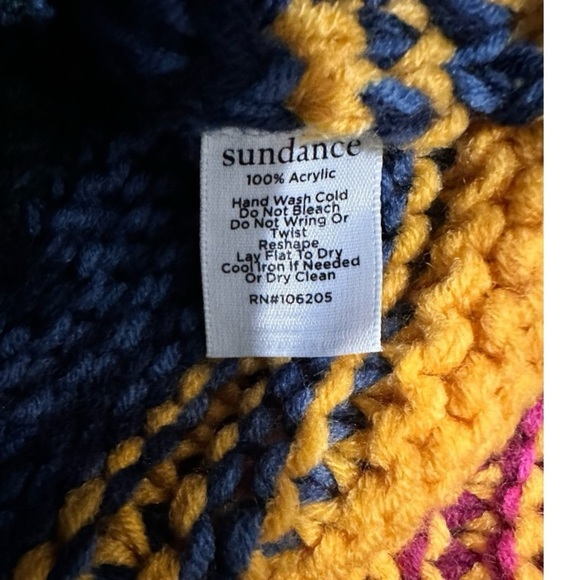 sundance
100% Acrylic
Hand Wash Cold
Do Not Bleach
Do Not Wring Or
Twist
Reshape
Lay Flat To Dry
Cool Iron If Needed
Or Dry Clean
RN#106205